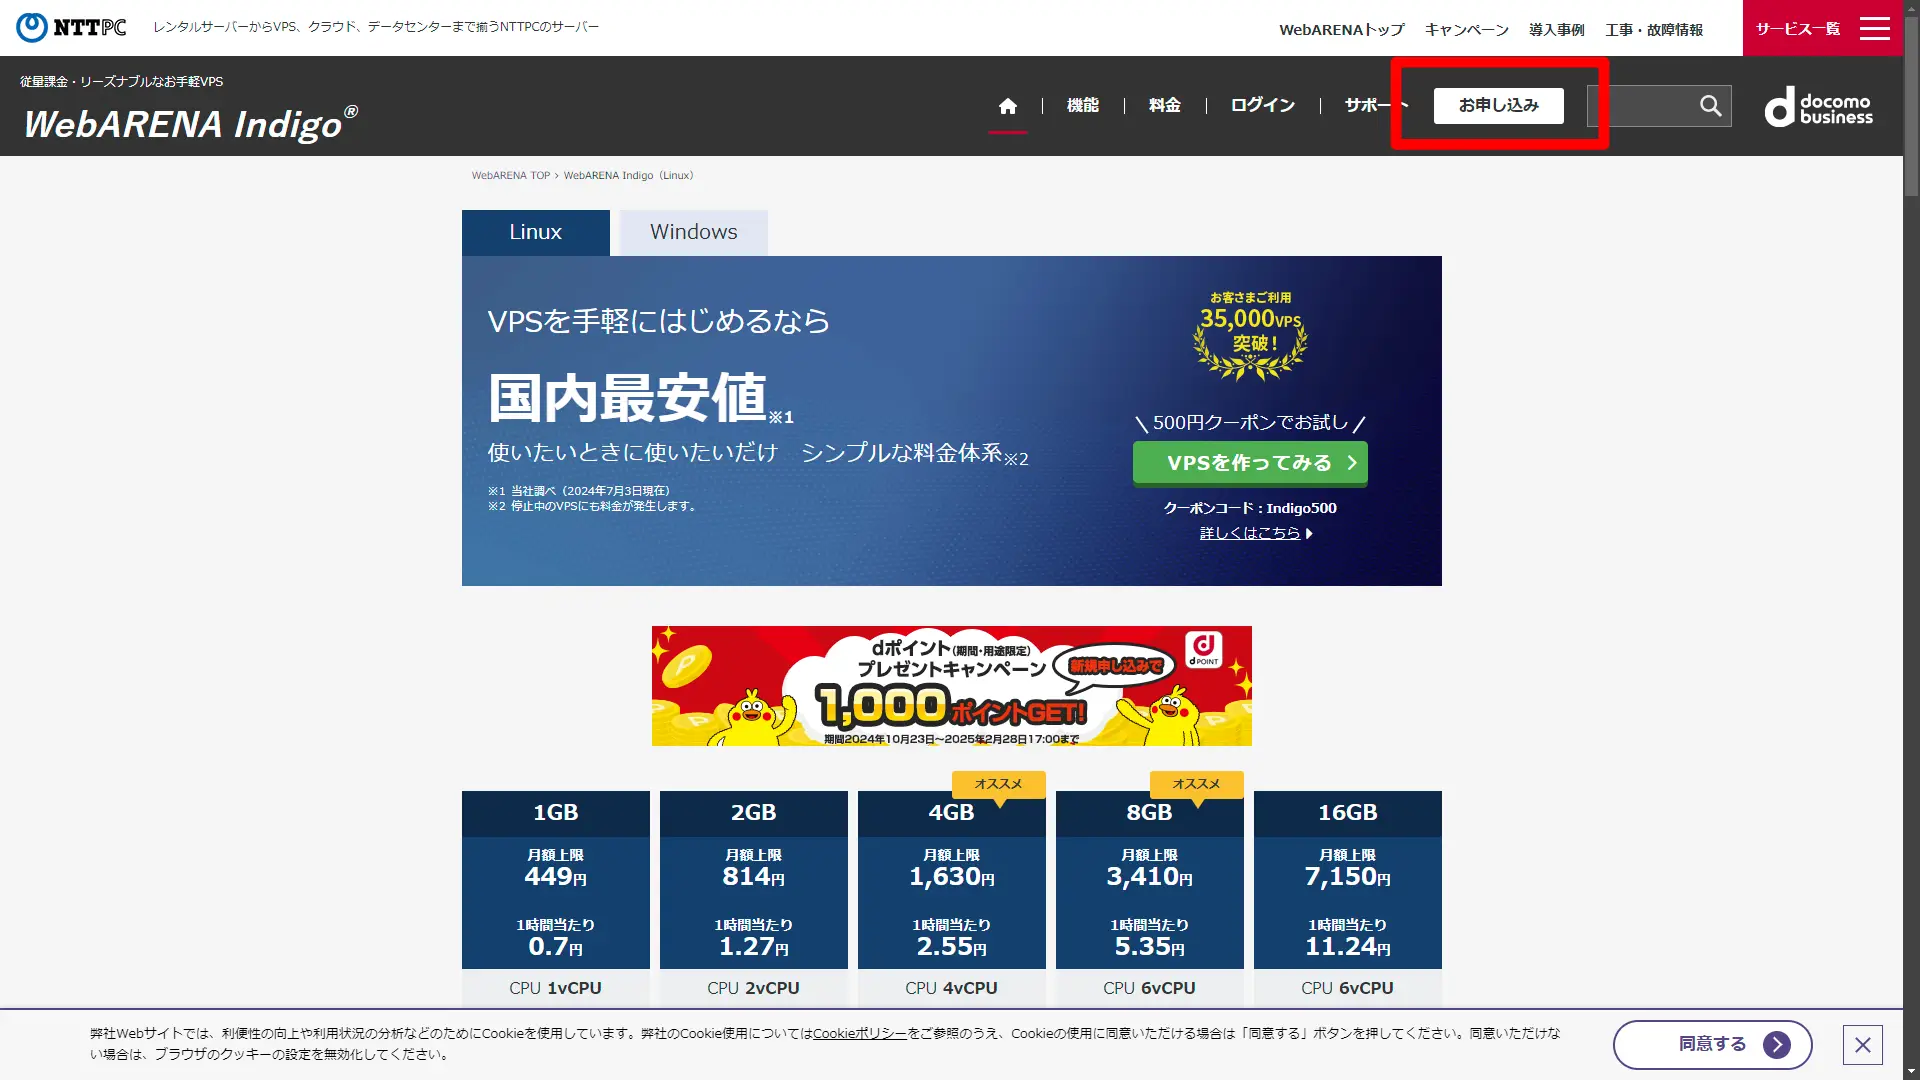 NTTPC レンタルサーバーからVPS、クラウド、データセンターまで揃うNTTPCのサーバー
WebARENAトップ キャンペーン 導入事例 工事・故障情報 サービス一覧
従量課金・リーズナブルなお手軽VPS
WebARENA Indigo®
機能 料金 ログイン サポート お申し込み
docomo business
WebARENA TOP › WebARENA Indigo（Linux）
Linux Windows
VPSを手軽にはじめるなら
国内最安値※1
使いたいときに使いたいだけ　シンプルな料金体系※2
※1 当社調べ（2024年7月3日現在）
※2 停止中のVPSにも料金が発生します。
お客さまご利用
35,000VPS
突破！
\ 500円クーポンでお試し /
VPSを作ってみる
クーポンコード：Indigo500
詳しくはこちら
dポイント(期間・用途限定)
プレゼントキャンペーン
新規申し込みで
1,000ポイントGET!
期間2024年10月23日～2025年2月28日17:00まで
d POINT
オススメ オススメ
1GB 2GB 4GB 8GB 16GB
月額上限 月額上限 月額上限 月額上限 月額上限
449円 814円 1,630円 3,410円 7,150円
1時間当たり 1時間当たり 1時間当たり 1時間当たり 1時間当たり
0.7円 1.27円 2.55円 5.35円 11.24円
CPU 1vCPU CPU 2vCPU CPU 4vCPU CPU 6vCPU CPU 6vCPU
弊社Webサイトでは、利便性の向上や利用状況の分析などのためにCookieを使用しています。弊社のCookie使用についてはCookieポリシーをご参照のうえ、Cookieの使用に同意いただける場合は「同意する」ボタンを押してください。同意いただけな
い場合は、ブラウザのクッキーの設定を無効化してください。
同意する